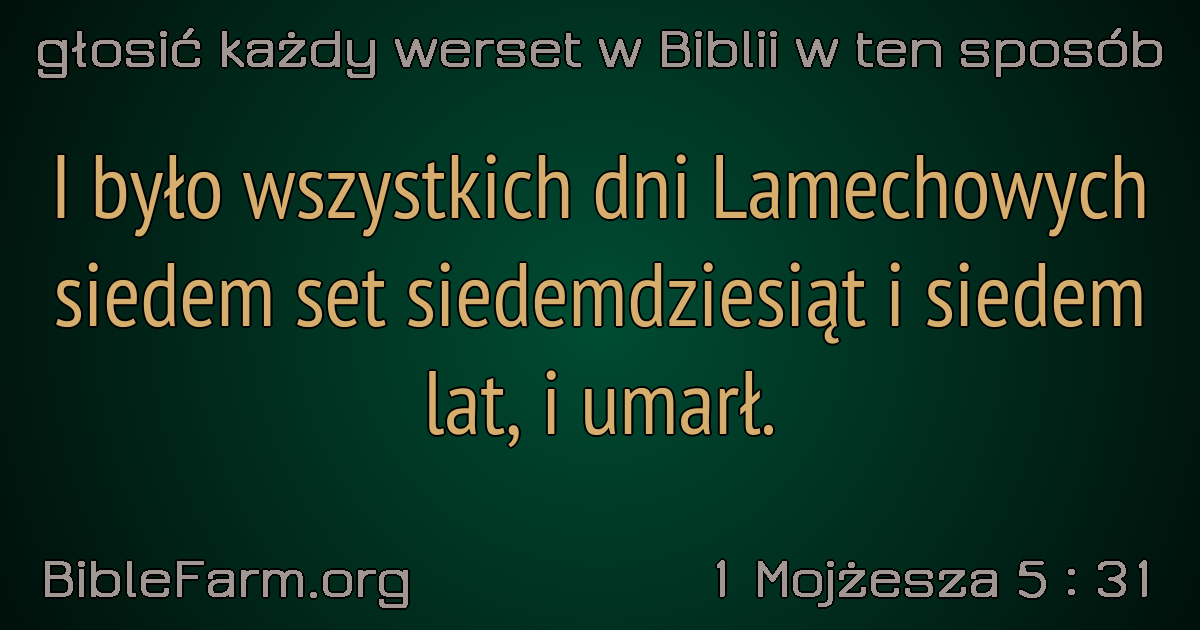 głosić każdy werset w Biblii w ten sposób
I było wszystkich dni Lamechowych
siedem set siedemdziesiąt i siedem
lat, i umarł.
BibleFarm.org
1 Mojżesza 5 : 31